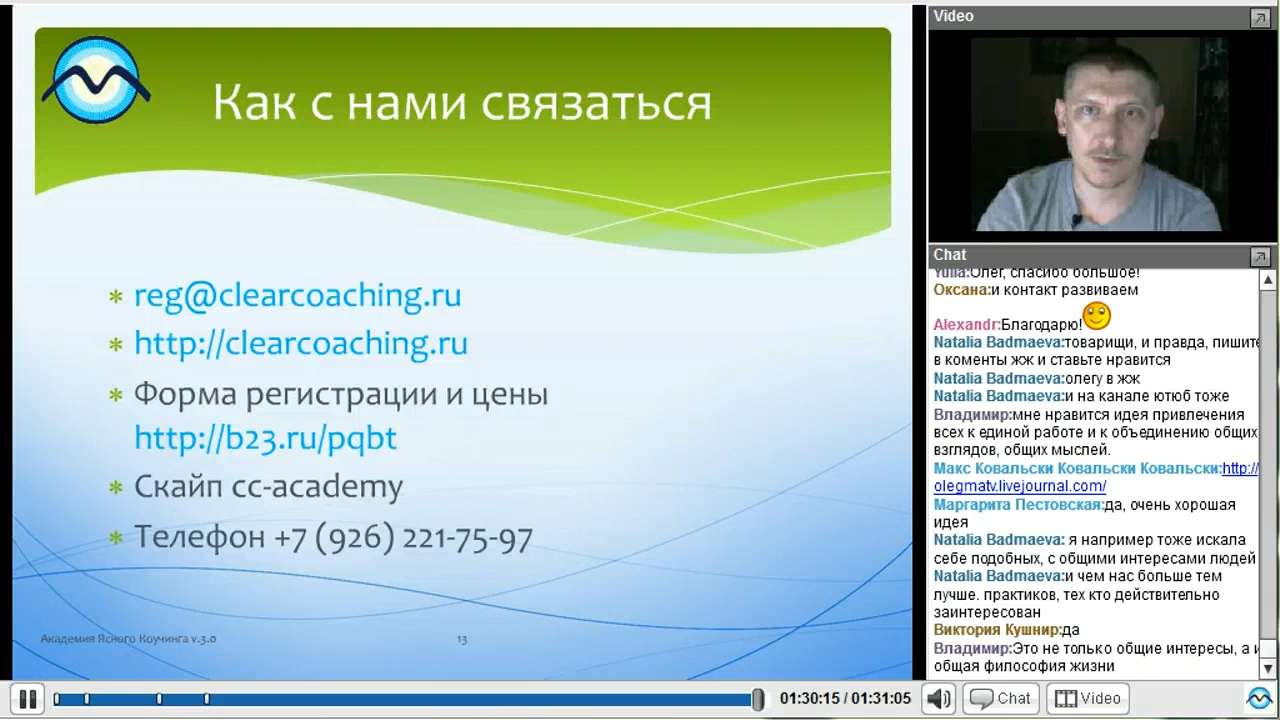 Как с нами связаться
* reg@clearcoaching.ru
* http://clearcoaching.ru
* Форма регистрации и цены
http://b23.ru/pqbt
* Скайп cc-academy
* Телефон +7 (926) 221-75-97
Академия Ясного Коучинга v.3.0
13
Video
Chat
Yulia:Олег, спасибо большое!
Оксана:и контакт развиваем
Alexandr:Благодарю!
Natalia Badmaeva:товарищи, и правда, пишите
в коменты жж и ставьте нравится
Natalia Badmaeva:олегу в жж
Natalia Badmaeva:и на канале ютюб тоже
Владимир:мне нравится идея привлечения
всех к единой работе и к объединению общих
взглядов, общих мыслей.
Макс Ковальски Ковальски Ковальски:http://
olegmatv.livejournal.com/
Маргарита Пестовская:да, очень хорошая
идея
Natalia Badmaeva: я например тоже искала
себе подобных, с общими интересами людей
Natalia Badmaeva:и чем нас больше тем
лучше. практиков, тех кто действительно
заинтересован
Виктория Кушнир:да
Владимир:Это не только общие интересы, а и
общая философия жизни
01:30:15 / 01:31:05
Chat
Video